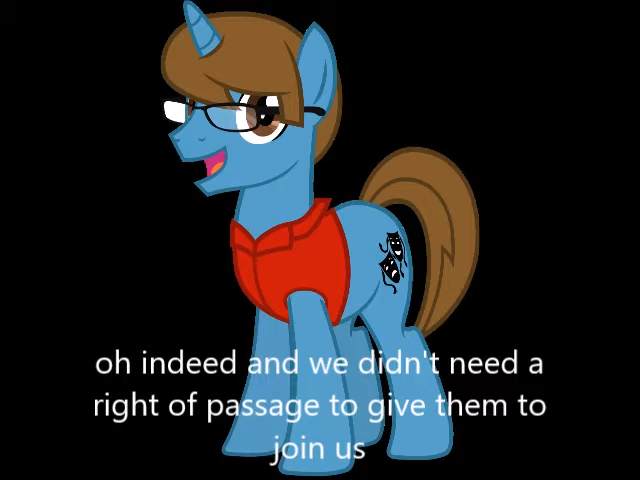 oh indeed and we didn't need a
right of passage to give them to
join us